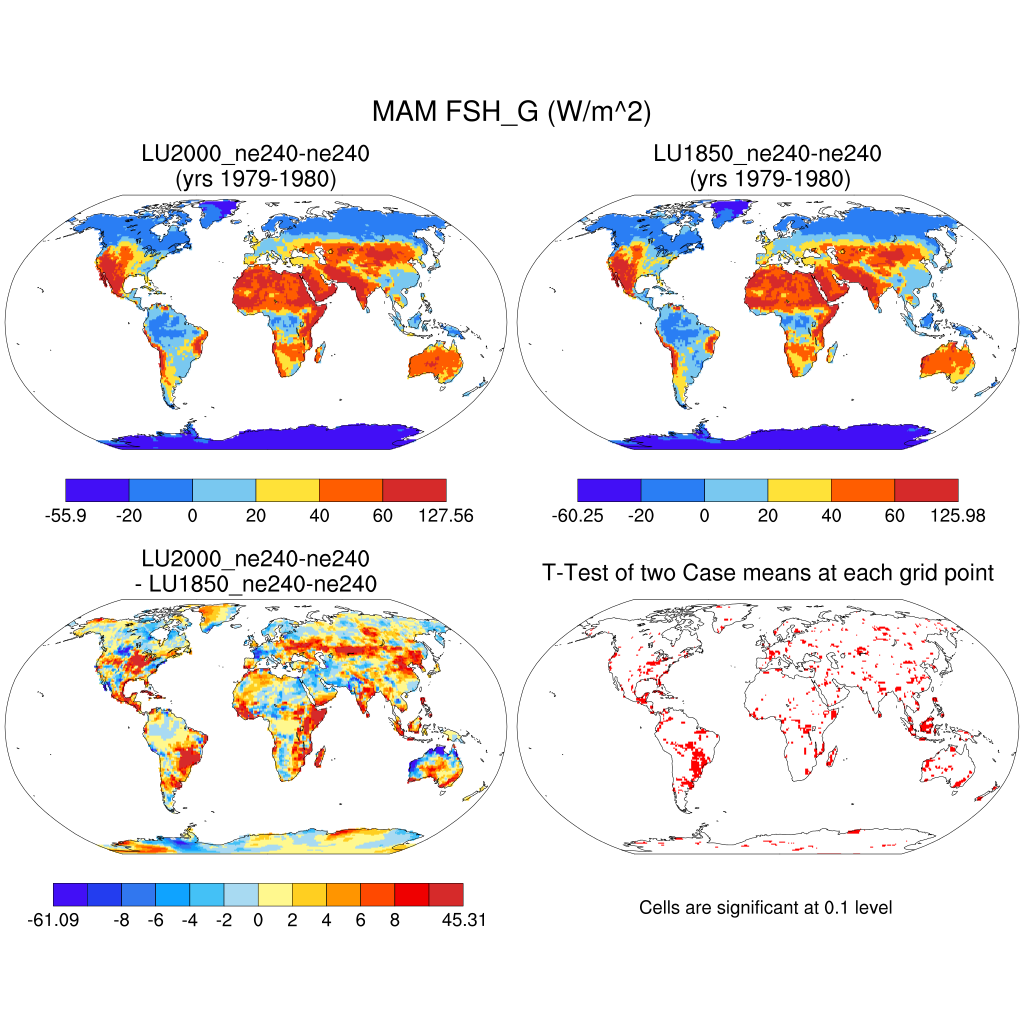 MAM FSH_G (W/m^2)
LU2000_ne240-ne240
(yrs 1979-1980)
LU1850_ne240-ne240
(yrs 1979-1980)
-55.9 -20 0 20 40 60 127.56
-60.25 -20 0 20 40 60 125.98
LU2000_ne240-ne240
- LU1850_ne240-ne240
T-Test of two Case means at each grid point
-61.09 -8 -6 -4 -2 0 2 4 6 8 45.31
Cells are significant at 0.1 level